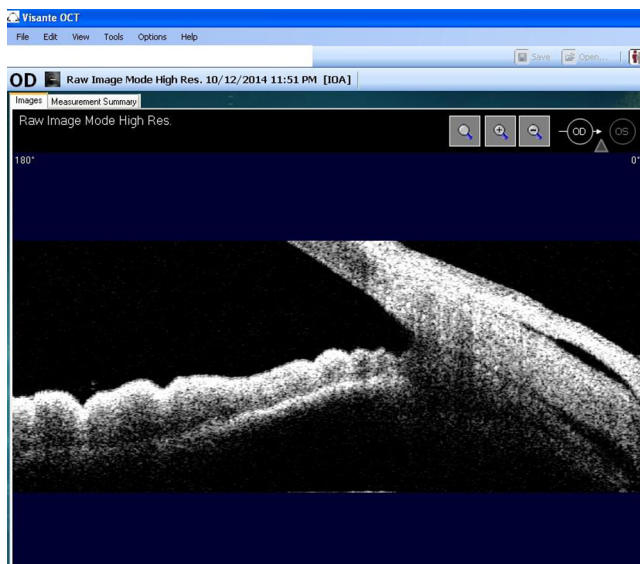 Visante OCT
File Edit View Tools Options Help
Save Open...
OD Raw Image Mode High Res. 10/12/2014 11:51 PM [IOA]
Images Measurement Summary
Raw Image Mode High Res.
OD OS
180° 0°